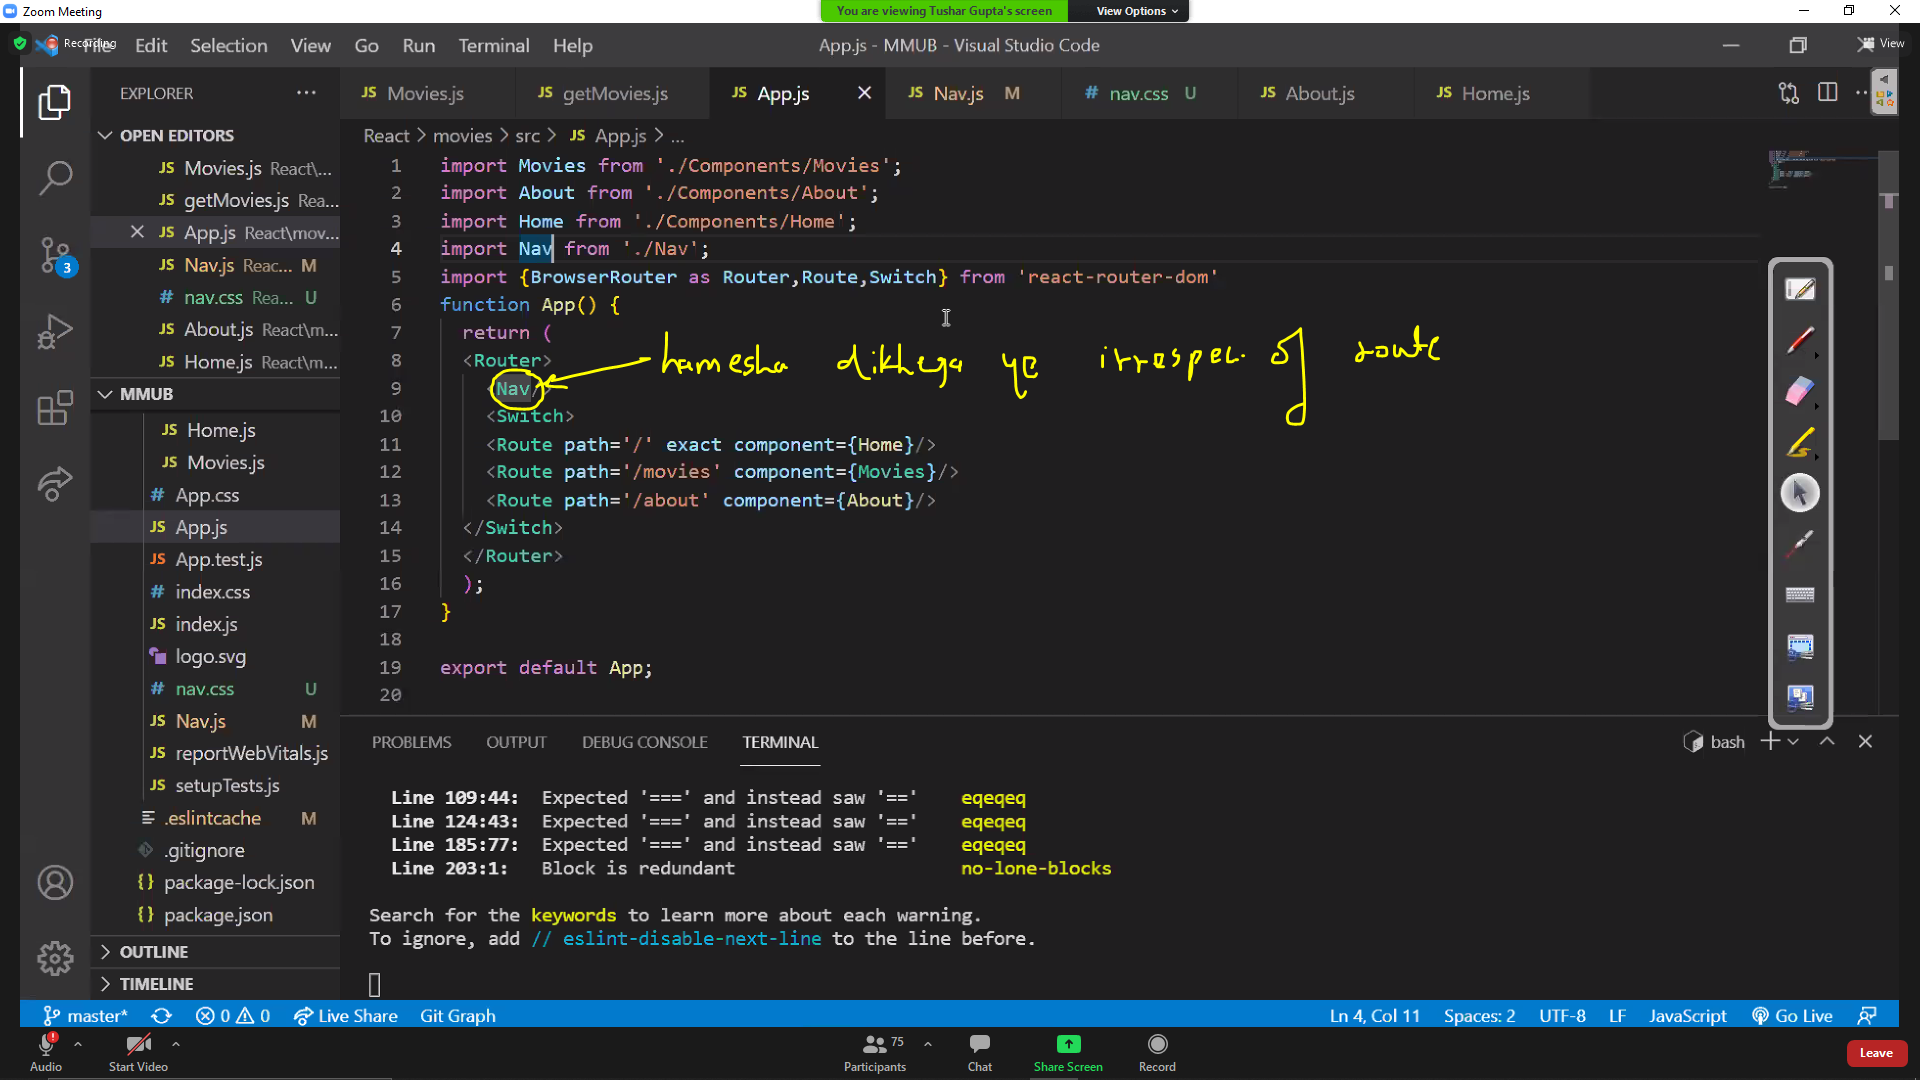 Zoom Meeting
You are viewing Tushar Gupta's screen View Options
Recording
File Edit Selection View Go Run Terminal Help
App.js - MMUB - Visual Studio Code
View
EXPLORER ...
JS Movies.js JS getMovies.js JS App.js JS Nav.js M # nav.css U JS About.js JS Home.js
React > movies > src > JS App.js > ...
OPEN EDITORS
JS Movies.js React\...
JS getMovies.js Rea...
JS App.js React\mov...
JS Nav.js Reac... M
# nav.css Rea... U
JS About.js React\m...
JS Home.js React\m...
MMUB
JS Home.js
JS Movies.js
# App.css
JS App.js
JS App.test.js
# index.css
JS index.js
logo.svg
# nav.css U
JS Nav.js M
JS reportWebVitals.js
JS setupTests.js
.eslintcache M
.gitignore
{} package-lock.json
{} package.json
OUTLINE
TIMELINE
3
1 import Movies from './Components/Movies';
2 import About from './Components/About';
3 import Home from './Components/Home';
4 import Nav from './Nav';
5 import {BrowserRouter as Router,Route,Switch} from 'react-router-dom'
6 function App() {
7 return (
8 <Router>
hamesha dikhega ye irrespec. of route
9 <Nav/>
10 <Switch>
11 <Route path='/' exact component={Home}/>
12 <Route path='/movies' component={Movies}/>
13 <Route path='/about' component={About}/>
14 </Switch>
15 </Router>
16 );
17 }
18
19 export default App;
20
PROBLEMS OUTPUT DEBUG CONSOLE TERMINAL
bash
Line 109:44: Expected '===' and instead saw '==' eqeqeq
Line 124:43: Expected '===' and instead saw '==' eqeqeq
Line 185:77: Expected '===' and instead saw '==' eqeqeq
Line 203:1: Block is redundant no-lone-blocks
Search for the keywords to learn more about each warning.
To ignore, add // eslint-disable-next-line to the line before.
master* 0 0 Live Share Git Graph
Ln 4, Col 11 Spaces: 2 UTF-8 LF JavaScript Go Live
Audio Start Video Participants 75 Chat Share Screen Record Leave